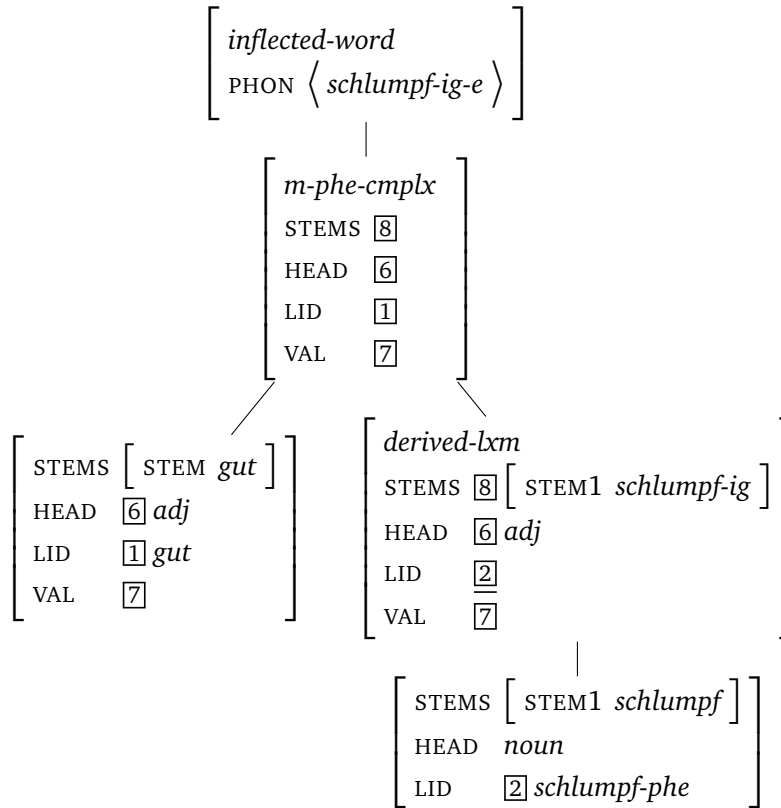 inflected-word
PHON ⟨ schlumpf-ig-e ⟩
m-phe-cmplx
STEMS 8
HEAD 6
LID 1
VAL 7
STEMS [ STEM gut ]
HEAD 6 adj
LID 1 gut
VAL 7
derived-lxm
STEMS 8 [ STEM1 schlumpf-ig ]
HEAD 6 adj
LID 2
VAL 7
STEMS [ STEM1 schlumpf ]
HEAD noun
LID 2 schlumpf-phe